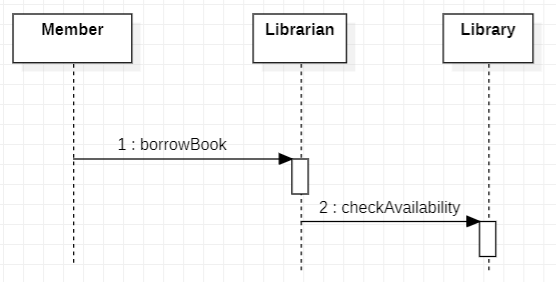 Member
Librarian
Library
1 : borrowBook
2 : checkAvailability